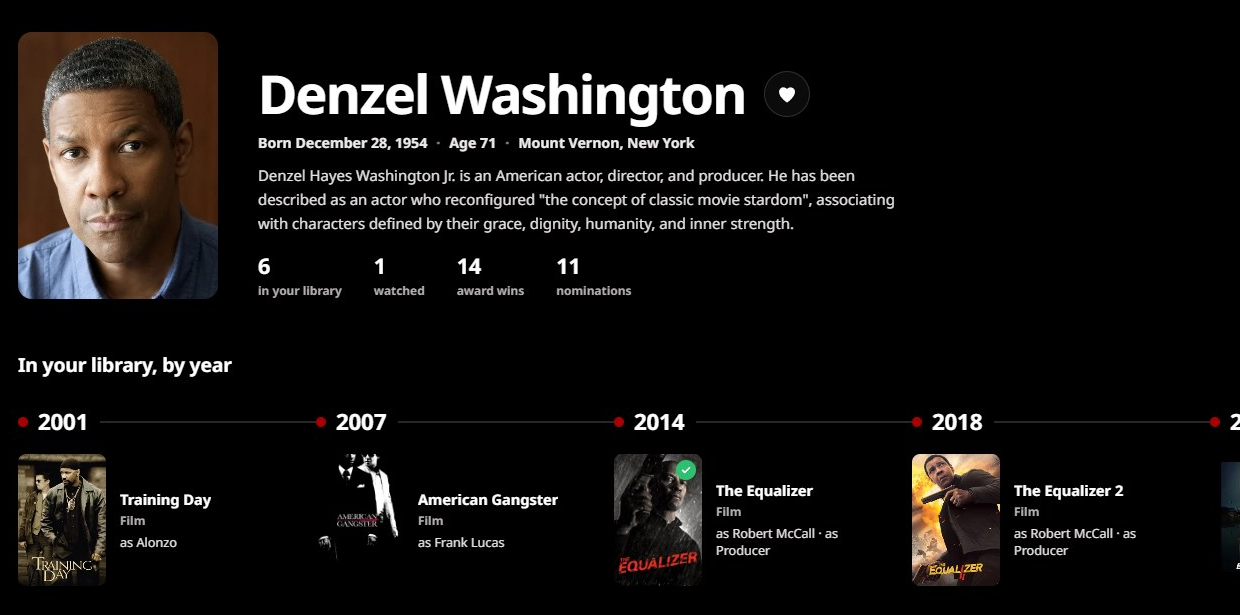 Denzel Washington
Born December 28, 1954 · Age 71 · Mount Vernon, New York
Denzel Hayes Washington Jr. is an American actor, director, and producer. He has been
described as an actor who reconfigured "the concept of classic movie stardom", associating
with characters defined by their grace, dignity, humanity, and inner strength.
6 1 14 11
in your library watched award wins nominations
In your library, by year
2001 2007 2014 2018 2
TRAINING DAY
Training Day
Film
as Alonzo
AMERICAN GANGSTER
American Gangster
Film
as Frank Lucas
THE EQUALIZER
The Equalizer
Film
as Robert McCall · as
Producer
THE EQUALIZER
The Equalizer 2
Film
as Robert McCall · as
Producer